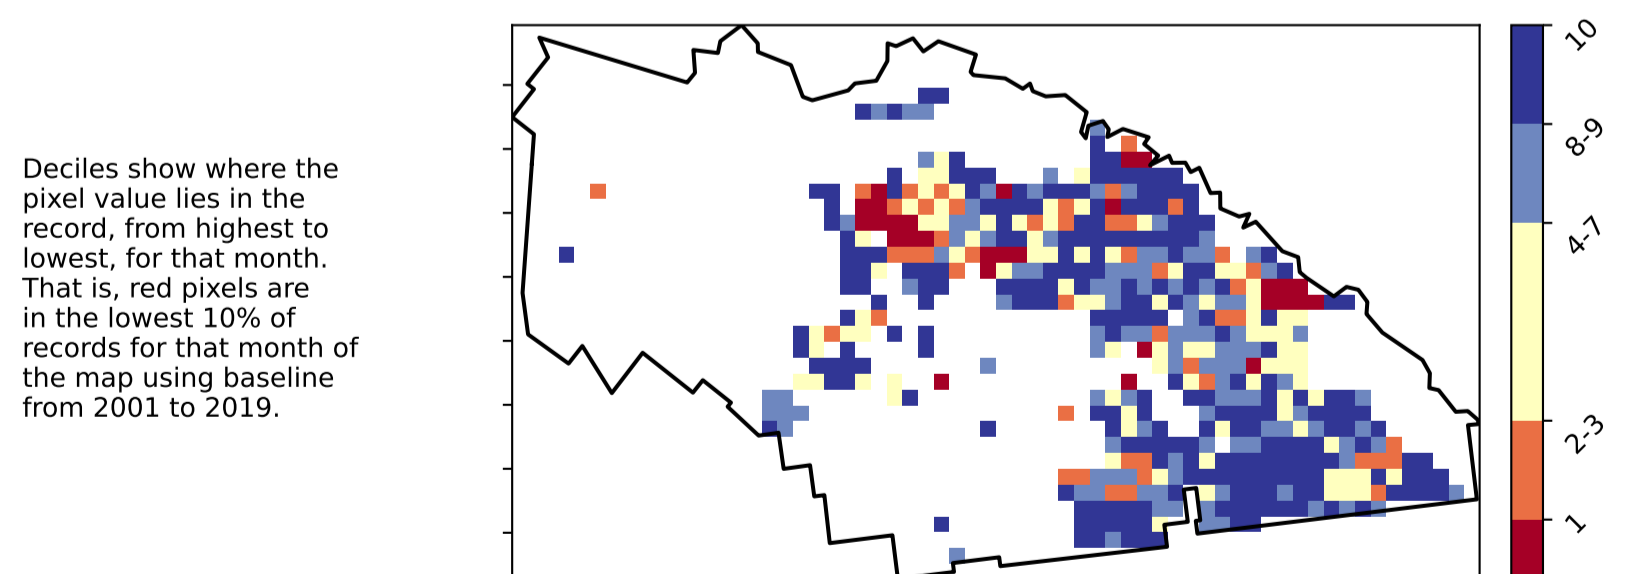 Deciles show where the
pixel value lies in the
record, from highest to
lowest, for that month.
That is, red pixels are
in the lowest 10% of
records for that month of
the map using baseline
from 2001 to 2019.
10
8-9
4-7
2-3
1